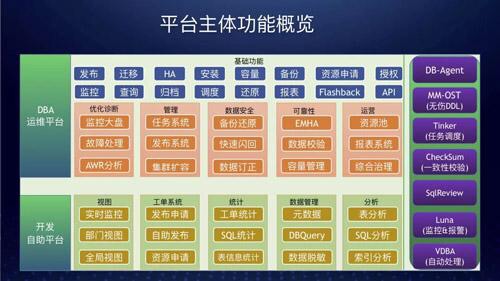 平台主体功能概览
基础功能
发布 迁移 HA 安装 容量 备份 资源申请 授权
监控 查询 归档 调度 还原 报表 Flashback API
DBA
运维平台
优化诊断 管理 数据安全 可靠性 运营
监控大盘 任务系统 备份还原 EMHA 资源池
故障处理 发布系统 快速闪回 数据校验 报表系统
AWR分析 集群扩容 数据订正 容量管理 综合治理
开发
自助平台
视图 工单系统 统计 数据管理 分析
实时监控 发布申请 工单统计 元数据 表分析
部门视图 自助发布 SQL统计 DBQuery SQL分析
全局视图 资源申请 表信息统计 数据脱敏 索引分析
DB-Agent
MM-OST
(无伤DDL)
Tinker
(任务调度)
CheckSum
(一致性校验)
SqlReview
Luna
(监控&报警)
VDBA
(自动处理)